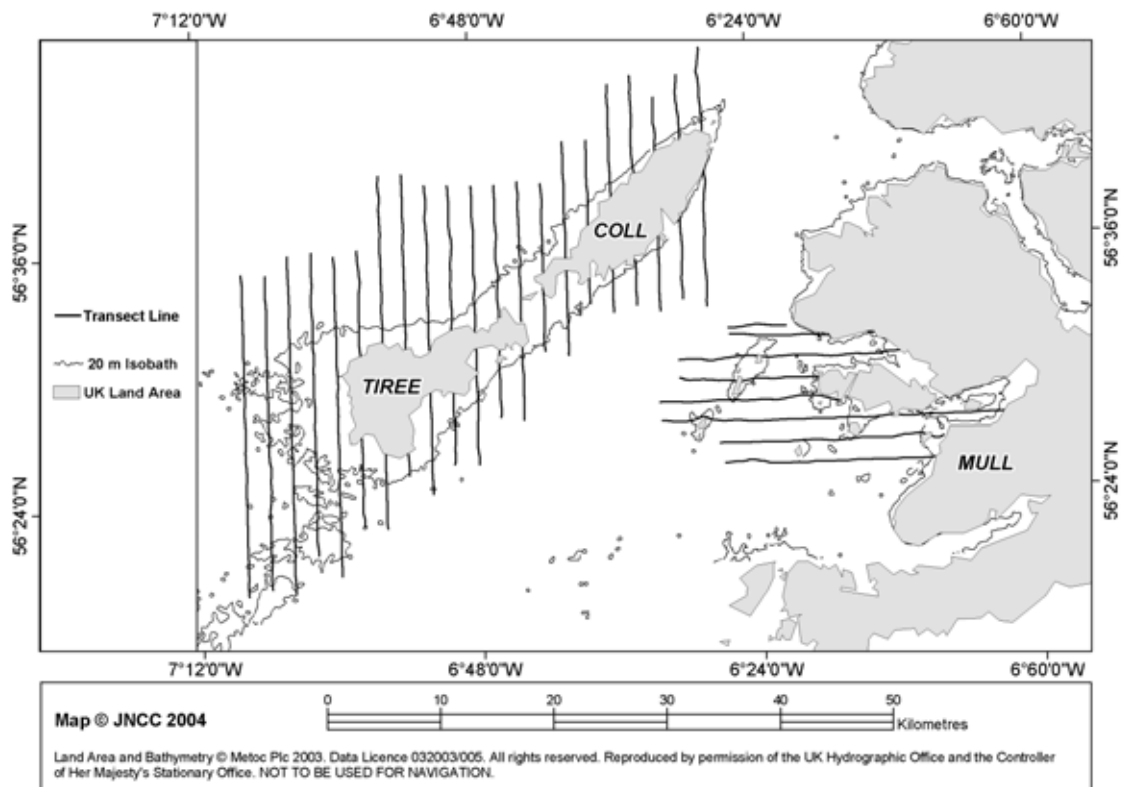 7°12'0"W 6°48'0"W 6°24'0"W 6°60'0"W
COLL
56°36'0"N 56°36'0"N
Transect Line
20 m Isobath
UK Land Area
TIREE
MULL
56°24'0"N 56°24'0"N
7°12'0"W 6°48'0"W 6°24'0"W 6°60'0"W
0 10 20 30 40 50
Map © JNCC 2004
Kilometres
Land Area and Bathymetry © Metoc Plc 2003. Data Licence 032003/005. All rights reserved. Reproduced by permission of the UK Hydrographic Office and the Controller
of Her Majesty's Stationary Office. NOT TO BE USED FOR NAVIGATION.